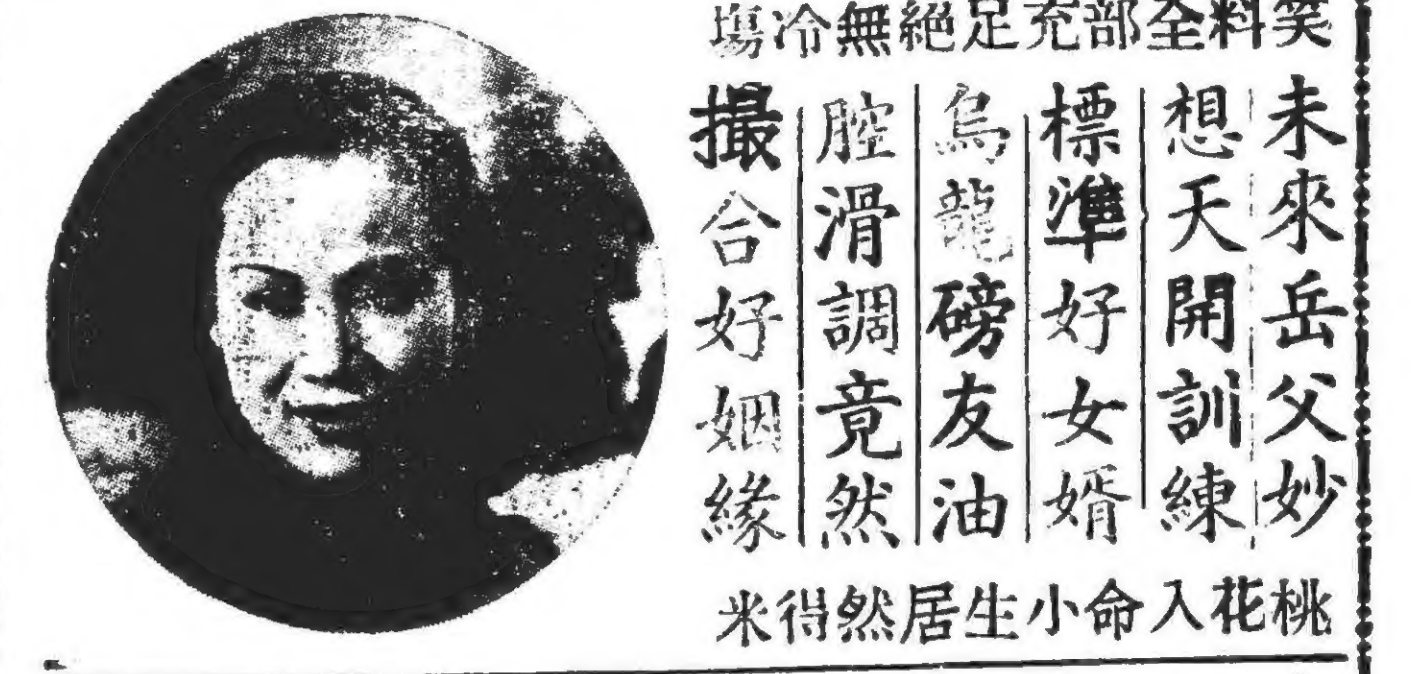 笑料全部充足絕無冷塲
未來岳父妙
想天開訓練
標準好女婿
烏龍磅友油
腔滑調竟然
撮合好姻緣
桃花入命小生居然得米